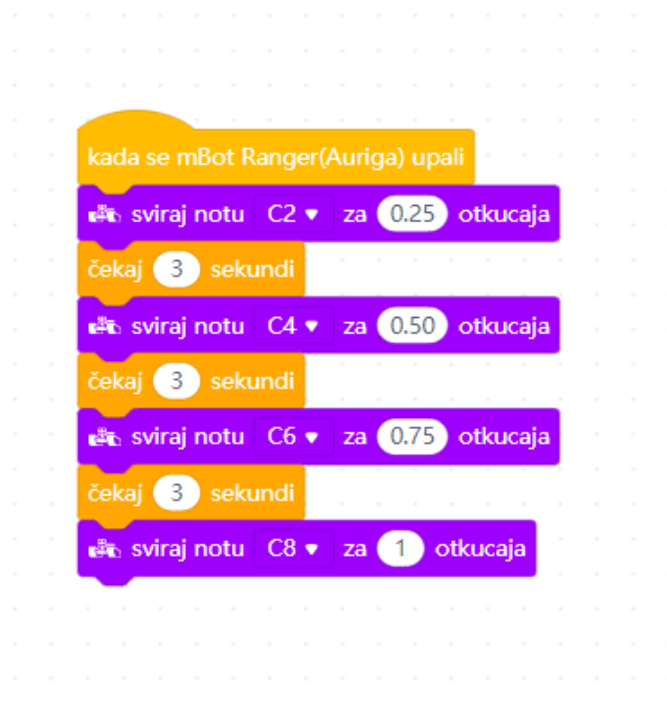 kada se mBot Ranger(Auriga) upali
sviraj notu C2 za 0.25 otkucaja
čekaj 3 sekundi
sviraj notu C4 za 0.50 otkucaja
čekaj 3 sekundi
sviraj notu C6 za 0.75 otkucaja
čekaj 3 sekundi
sviraj notu C8 za 1 otkucaja